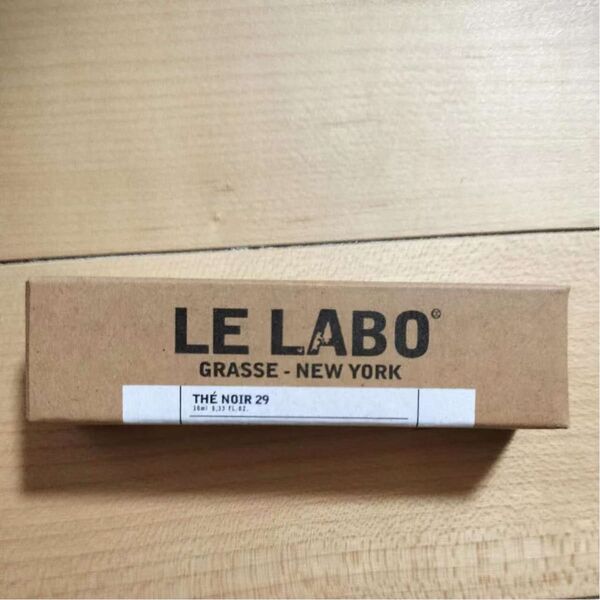 LE LABO®
GRASSE - NEW YORK
THÉ NOIR 29
10ml 0,33 FL.OZ.